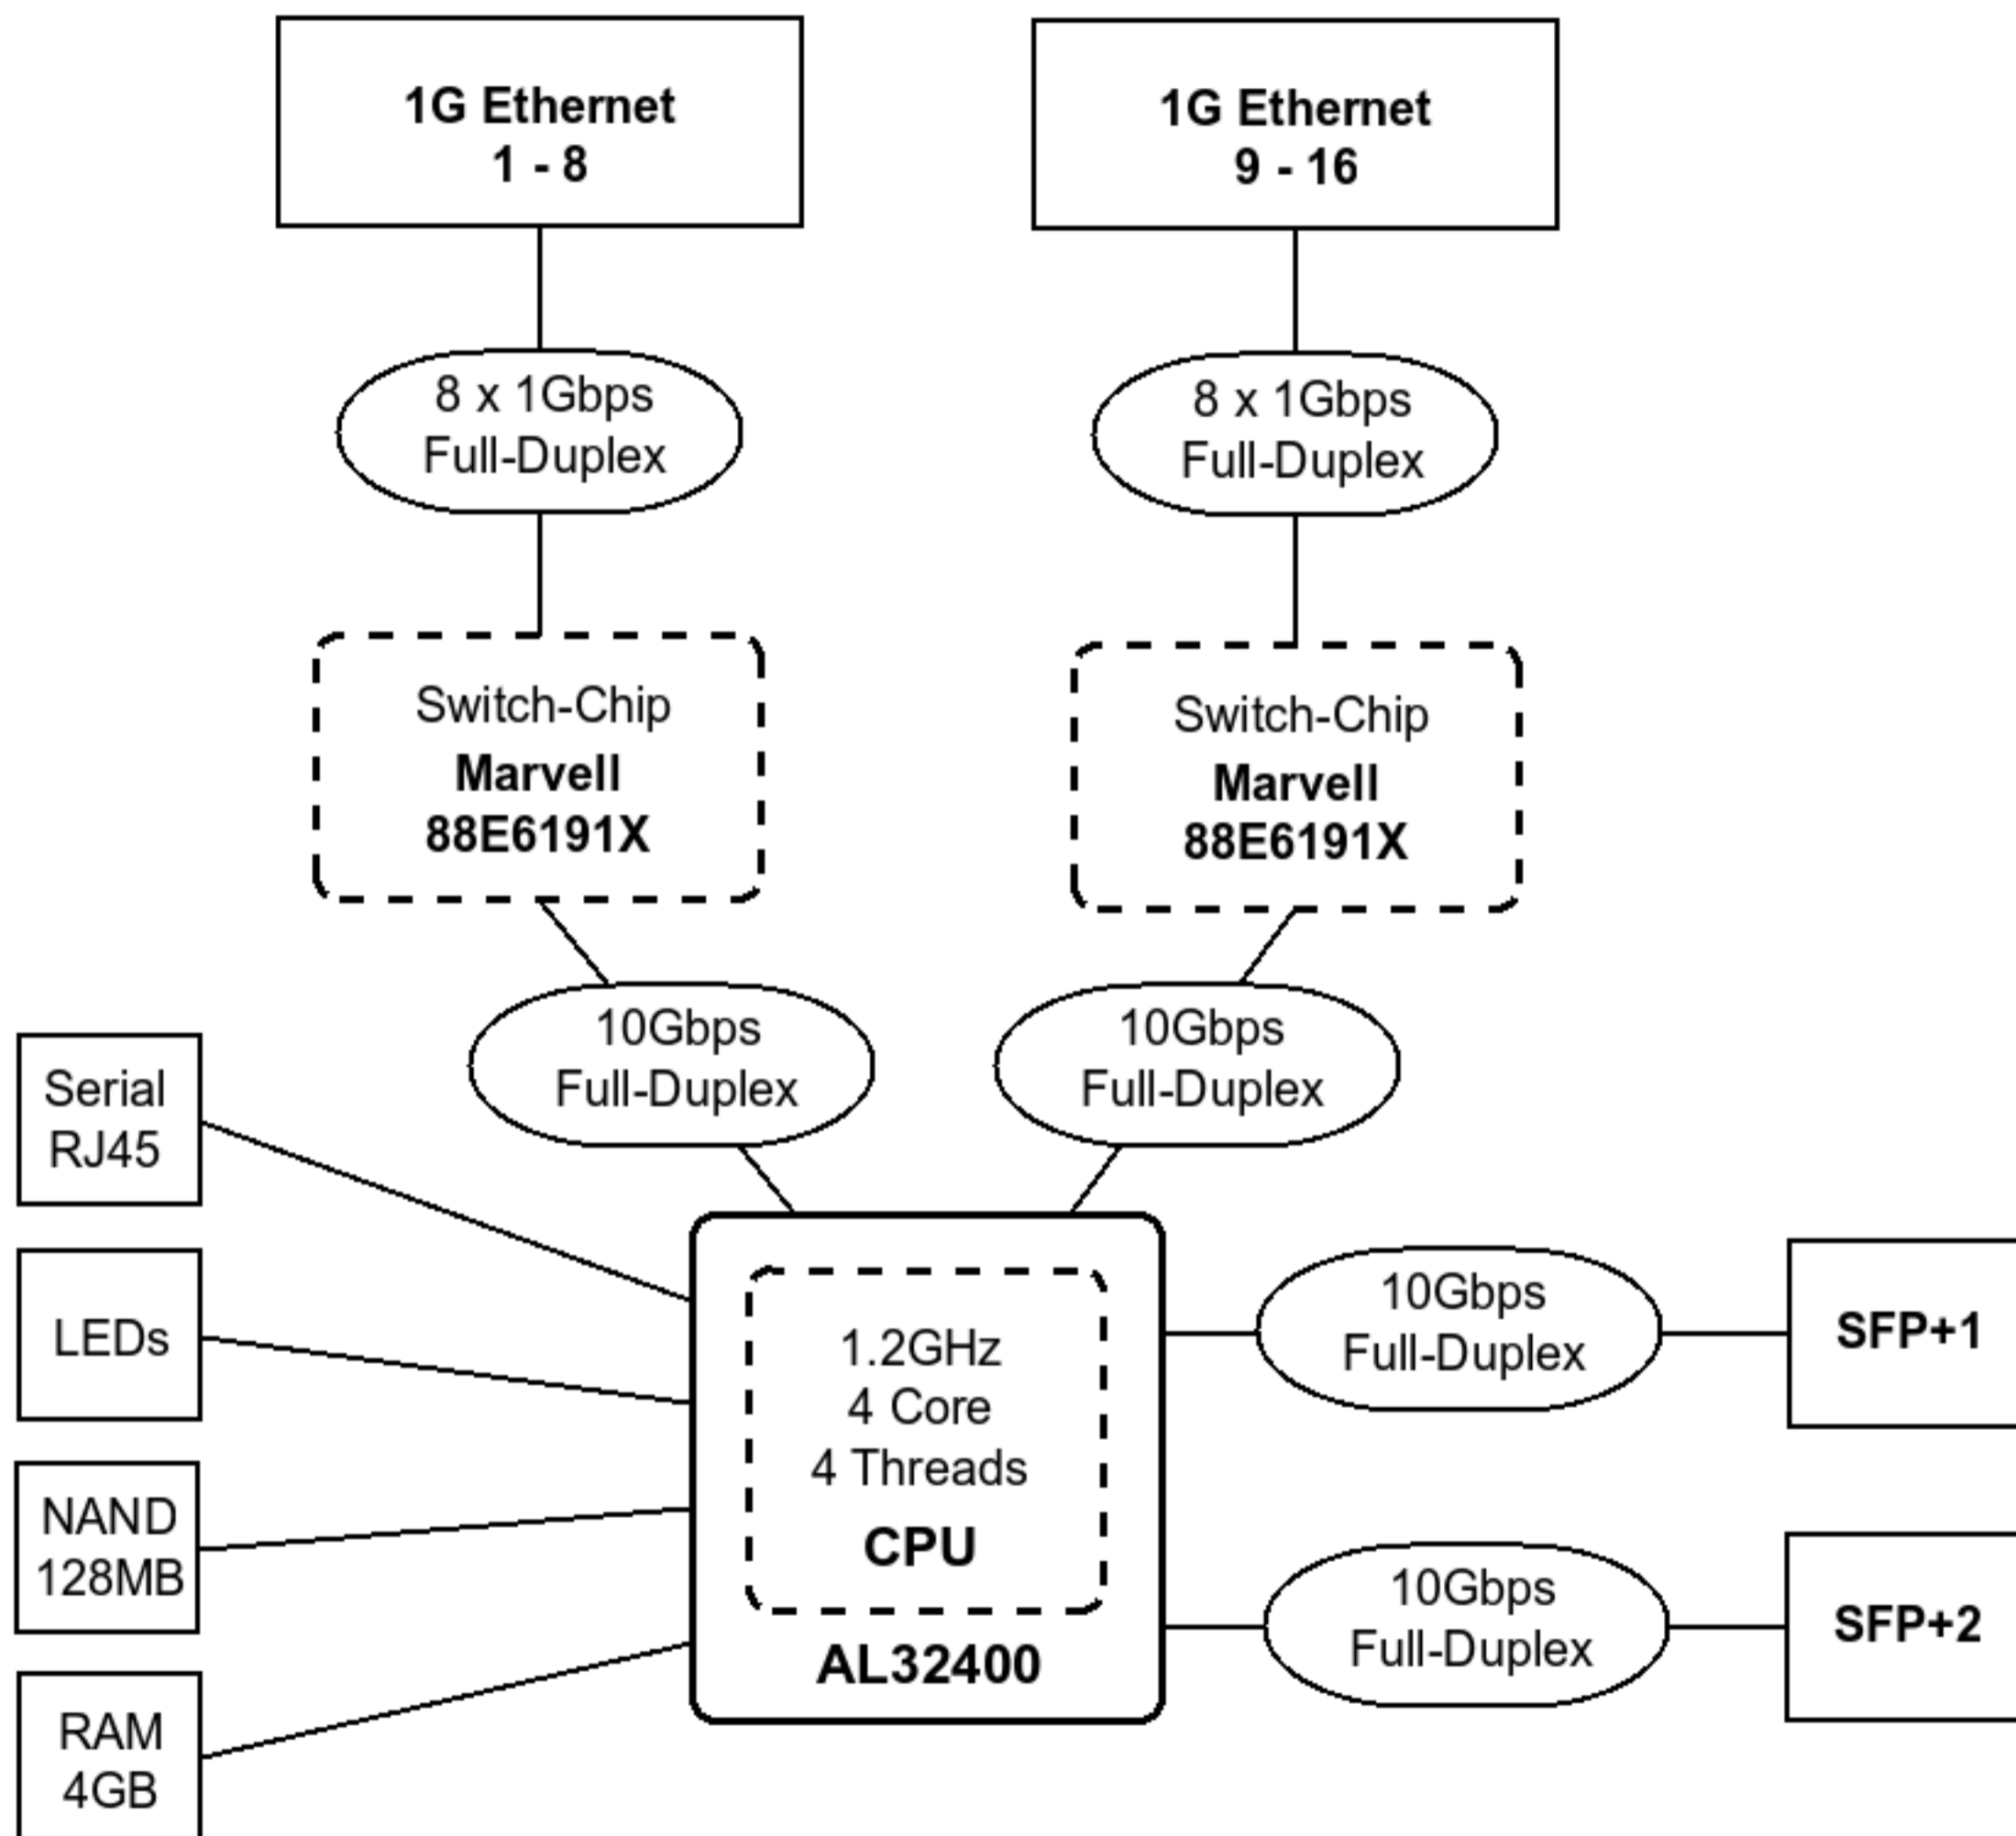 1G Ethernet
1 - 8
1G Ethernet
9 - 16
8 x 1Gbps
Full-Duplex
8 x 1Gbps
Full-Duplex
Switch-Chip
Marvell
88E6191X
Switch-Chip
Marvell
88E6191X
10Gbps
Full-Duplex
10Gbps
Full-Duplex
Serial
RJ45
LEDs
NAND
128MB
RAM
4GB
1.2GHz
4 Core
4 Threads
CPU
AL32400
10Gbps
Full-Duplex
SFP+1
10Gbps
Full-Duplex
SFP+2